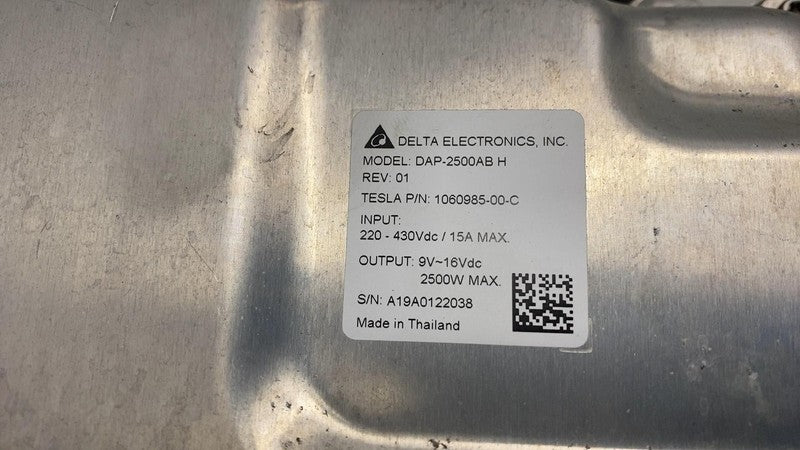 DELTA ELECTRONICS, INC.
MODEL: DAP-2500AB H
REV: 01
TESLA P/N: 1060985-00-C
INPUT:
220 - 430Vdc / 15A MAX.
OUTPUT: 9V~16Vdc
2500W MAX.
S/N: A19A0122038
Made in Thailand